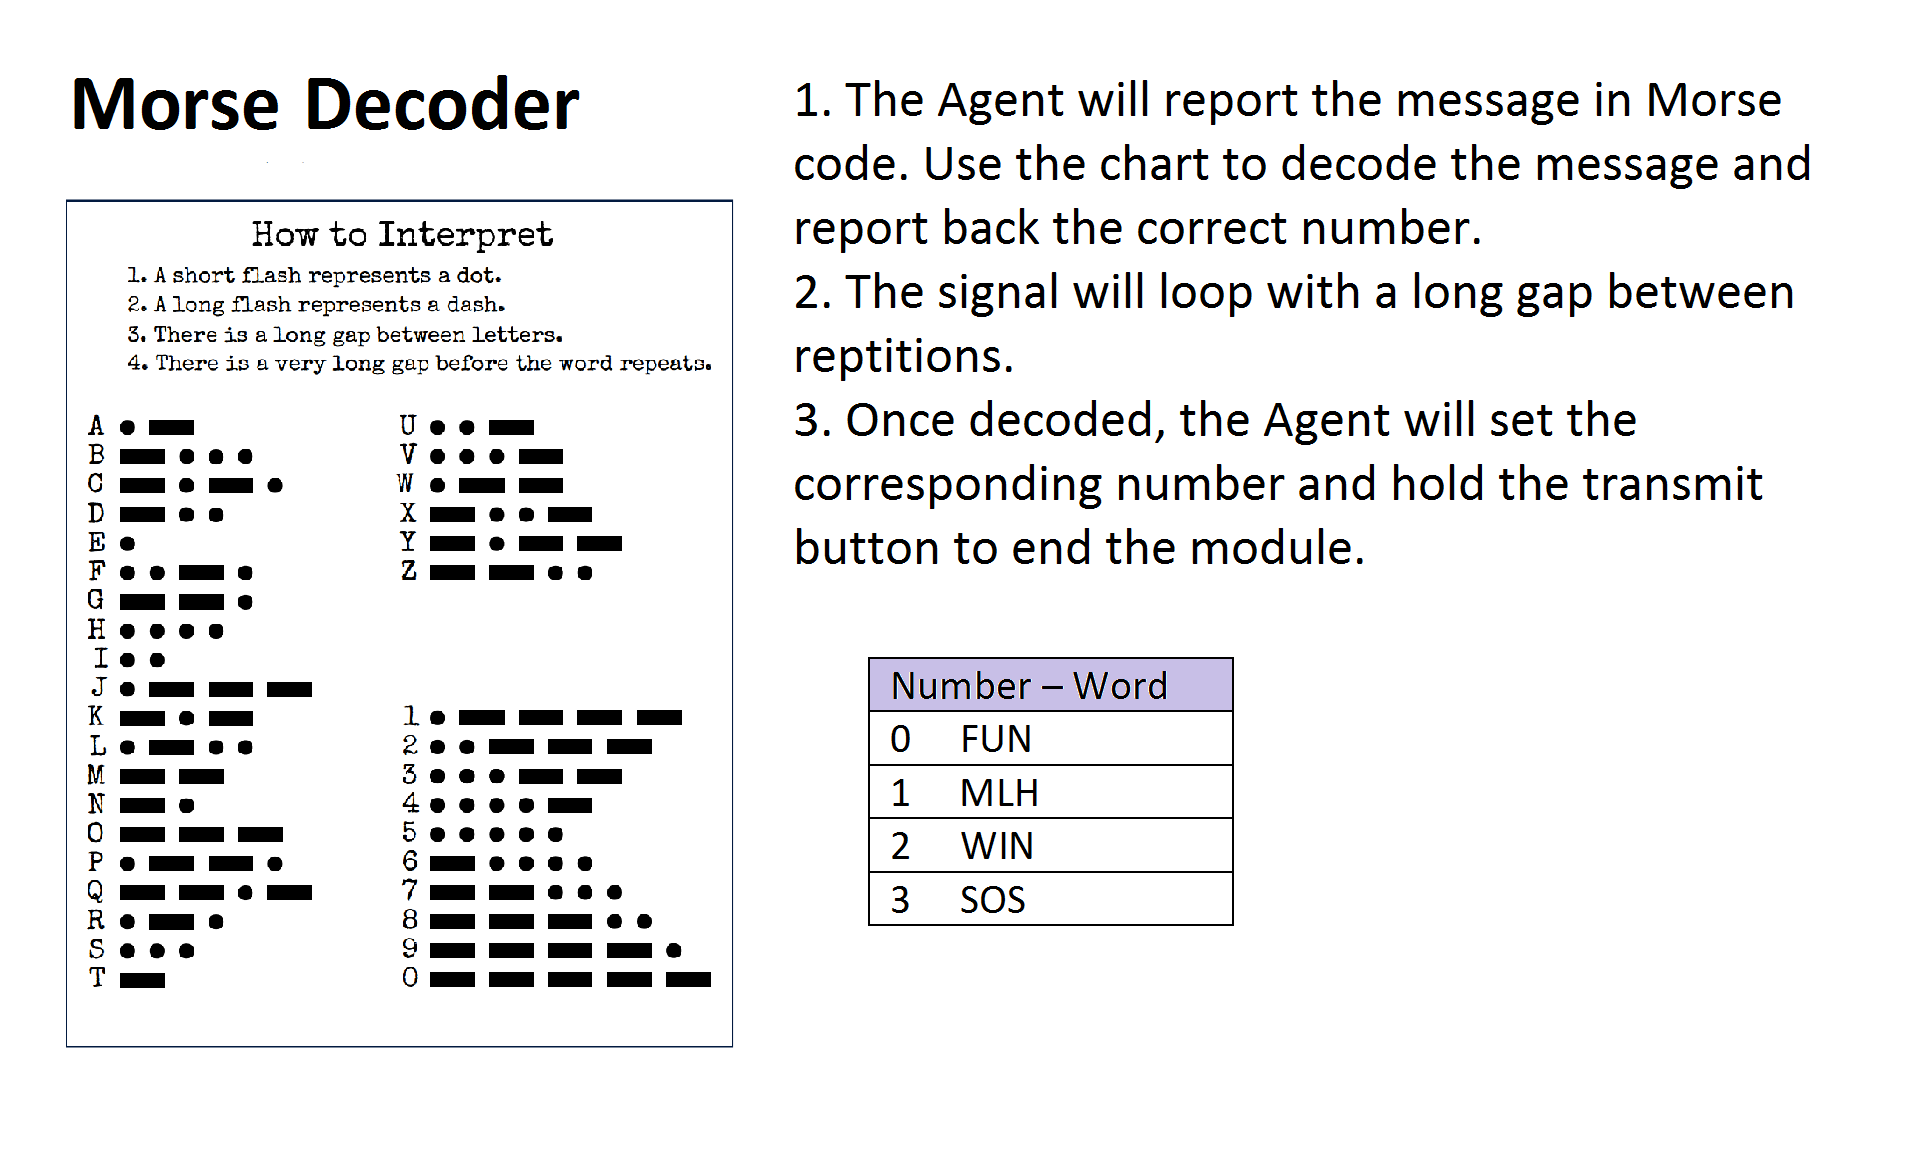 Morse Decoder
How to Interpret
1. A short flash represents a dot.
2. A long flash represents a dash.
3. There is a long gap between letters.
4. There is a very long gap before the word repeats.
A
B
C
D
E
F
G
H
I
J
K
L
M
N
O
P
Q
R
S
T
U
V
W
X
Y
Z
1
2
3
4
5
6
7
8
9
0
1. The Agent will report the message in Morse
code. Use the chart to decode the message and
report back the correct number.
2. The signal will loop with a long gap between
reptitions.
3. Once decoded, the Agent will set the
corresponding number and hold the transmit
button to end the module.
Number – Word
0 FUN
1 MLH
2 WIN
3 SOS